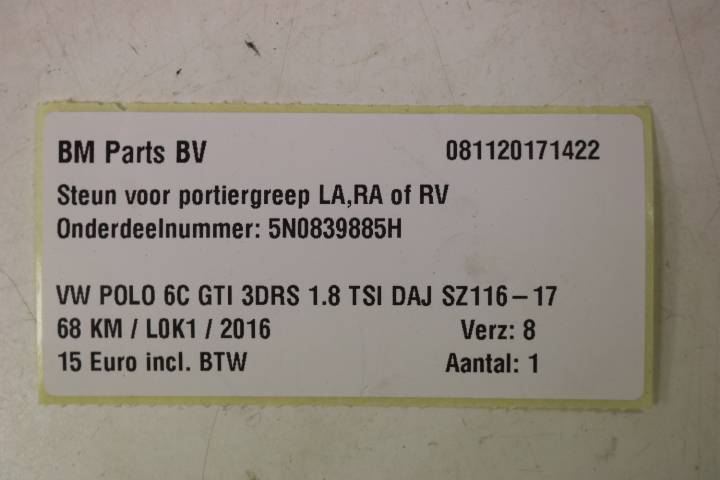 BM Parts BV 081120171422
Steun voor portiergreep LA,RA of RV
Onderdeelnummer: 5N0839885H
VW POLO 6C GTI 3DRS 1.8 TSI DAJ SZ116-17
68 KM / L0K1 / 2016 Verz: 8
15 Euro incl. BTW Aantal: 1